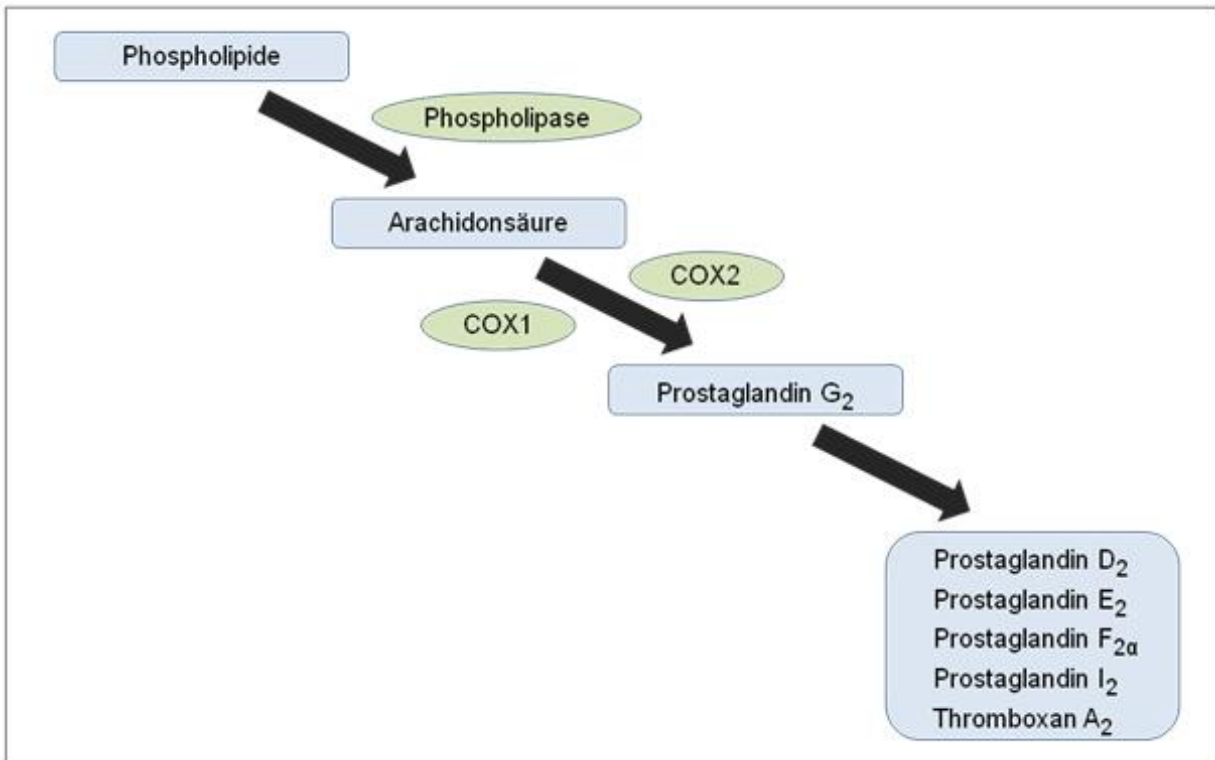 Phospholipide
Phospholipase
Arachidonsäure
COX2
COX1
Prostaglandin G₂
Prostaglandin D₂
Prostaglandin E₂
Prostaglandin F₂α
Prostaglandin I₂
Thromboxan A₂